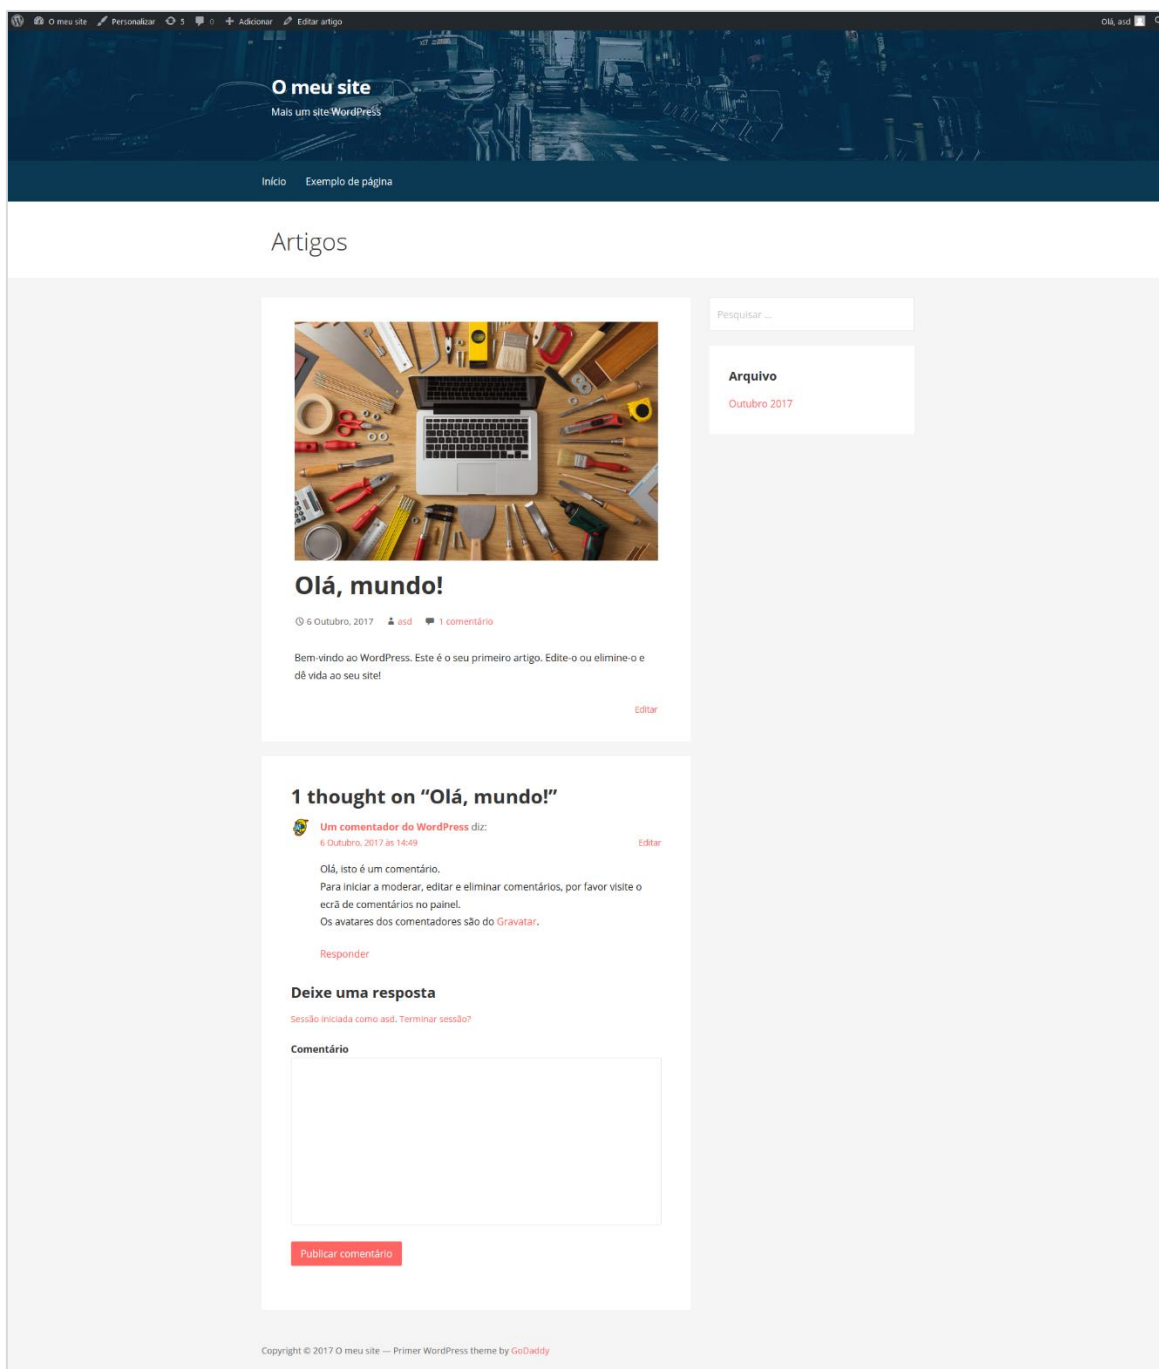 O meu site Personalizar 5 0 Adicionar Editar artigo Olá, asd
O meu site
Mais um site WordPress
Início Exemplo de página
Artigos
Pesquisar ...
Arquivo
Outubro 2017
Olá, mundo!
6 Outubro, 2017 asd 1 comentário
Bem-vindo ao WordPress. Este é o seu primeiro artigo. Edite-o ou elimine-o e
dê vida ao seu site!
Editar
1 thought on “Olá, mundo!”
Um comentador do WordPress diz:
6 Outubro, 2017 às 14:49 Editar
Olá, isto é um comentário.
Para iniciar a moderar, editar e eliminar comentários, por favor visite o
ecrã de comentários no painel.
Os avatares dos comentadores são do Gravatar.
Responder
Deixe uma resposta
Sessão iniciada como asd. Terminar sessão?
Comentário
Publicar comentário
Copyright © 2017 O meu site — Primer WordPress theme by GoDaddy